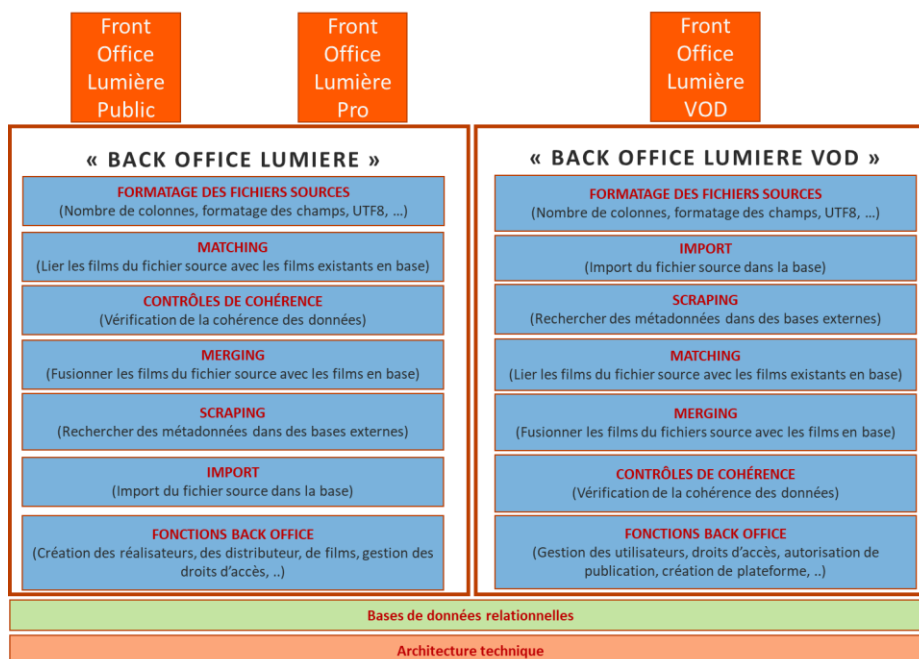 Front
Office
Lumière
Public
Front
Office
Lumière
Pro
Front
Office
Lumière
VOD
« BACK OFFICE LUMIERE »
FORMATAGE DES FICHIERS SOURCES
(Nombre de colonnes, formatage des champs, UTF8, ...)
MATCHING
(Lier les films du fichier source avec les films existants en base)
CONTRÔLES DE COHÉRENCE
(Vérification de la cohérence des données)
MERGING
(Fusionner les films du fichier source avec les films en base)
SCRAPING
(Rechercher des métadonnées dans des bases externes)
IMPORT
(Import du fichier source dans la base)
FONCTIONS BACK OFFICE
(Création des réalisateurs, des distributeur, de films, gestion des
droits d'accès, ..)
« BACK OFFICE LUMIERE VOD »
FORMATAGE DES FICHIERS SOURCES
(Nombre de colonnes, formatage des champs, UTF8, ...)
IMPORT
(Import du fichier source dans la base)
SCRAPING
(Rechercher des métadonnées dans des bases externes)
MATCHING
(Lier les films du fichier source avec les films existants en base)
MERGING
(Fusionner les films du fichiers source avec les films en base)
CONTRÔLES DE COHÉRENCE
(Vérification de la cohérence des données)
FONCTIONS BACK OFFICE
(Gestion des utilisateurs, droits d'accès, autorisation de
publication, création de plateforme, ..)
Bases de données relationnelles
Architecture technique